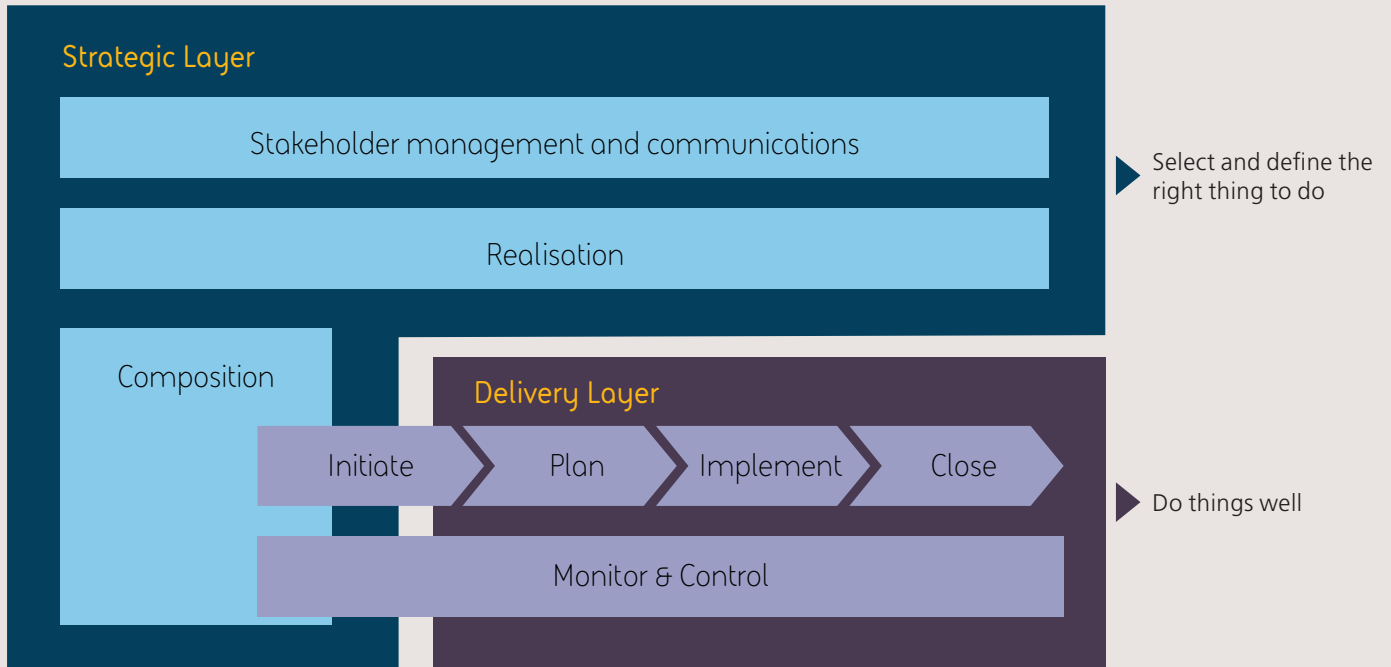 Strategic Layer
Stakeholder management and communications
Select and define the
right thing to do
Realisation
Composition
Delivery Layer
Initiate
Plan
Implement
Close
Do things well
Monitor & Control